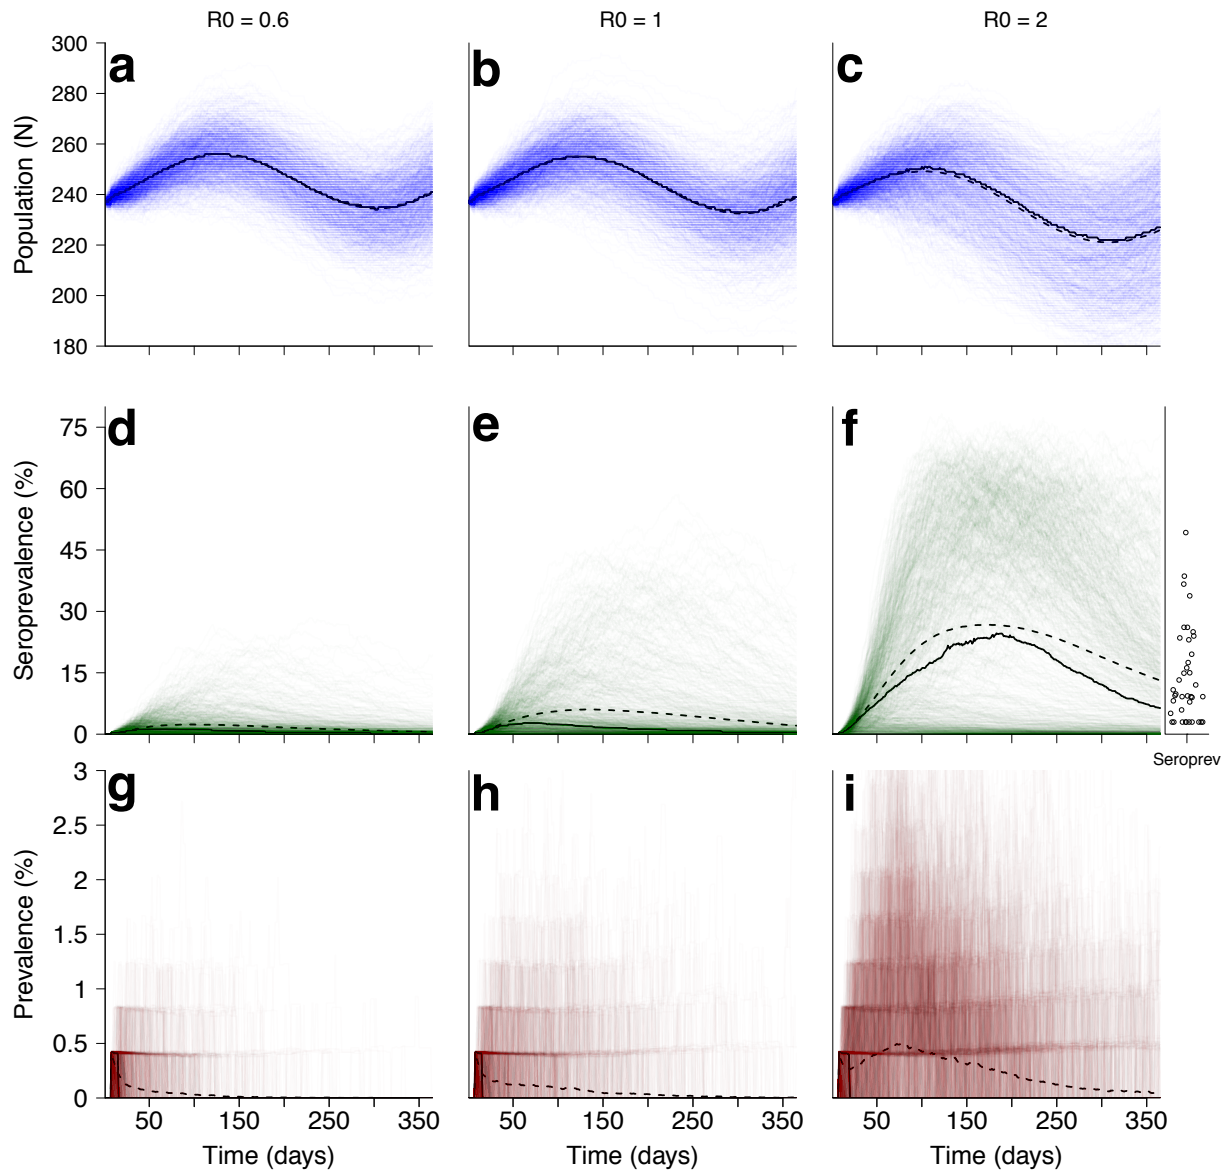 R0 = 0.6 R0 = 1 R0 = 2
a b c
Population (N)
300
280
260
240
220
200
180
d e f
Seroprevalence (%)
75
60
45
30
15
0
Seroprev
g h i
Prevalence (%)
3
2.5
2
1.5
1
0.5
0
50 150 250 350 50 150 250 350 50 150 250 350
Time (days) Time (days) Time (days)